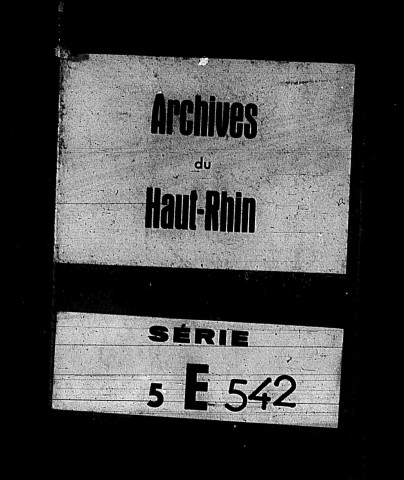 Archives
du
Haut-Rhin
SÉRIE
5 E 542